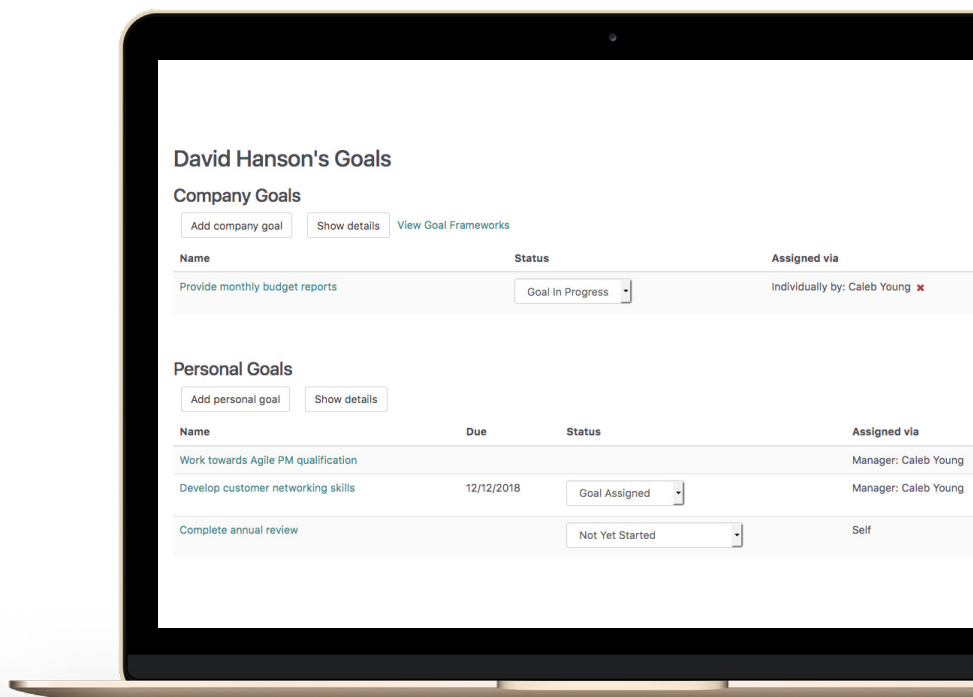 David Hanson's Goals
Company Goals
Add company goal Show details View Goal Frameworks
Name Status Assigned via
Provide monthly budget reports Goal In Progress Individually by: Caleb Young
Personal Goals
Add personal goal Show details
Name Due Status Assigned via
Work towards Agile PM qualification Manager: Caleb Young
Develop customer networking skills 12/12/2018 Goal Assigned Manager: Caleb Young
Complete annual review Not Yet Started Self